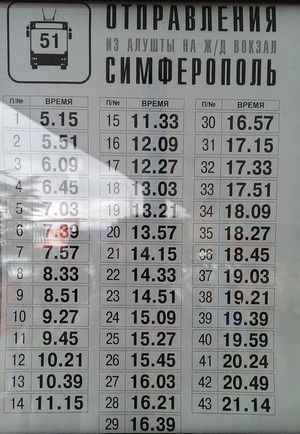 51
ОТПРАВЛЕНИЯ
ИЗ АЛУШТЫ НА Ж/Д ВОКЗАЛ
СИМФЕРОПОЛЬ
П/№ ВРЕМЯ П/№ ВРЕМЯ П/№ ВРЕМЯ
1 5.15 15 11.33 30 16.57
2 5.51 16 12.09 31 17.15
3 6.09 17 12.27 32 17.33
4 6.45 18 13.03 33 17.51
5 7.03 19 13.21 34 18.09
6 7.39 20 13.57 35 18.27
7 7.57 21 14.15 36 18.45
8 8.33 22 14.33 37 19.03
9 8.51 23 14.51 38 19.21
10 9.27 24 15.09 39 19.39
11 9.45 25 15.27 40 19.59
12 10.21 26 15.45 41 20.24
13 10.39 27 16.03 42 20.49
14 11.15 28 16.21 43 21.14
29 16.39